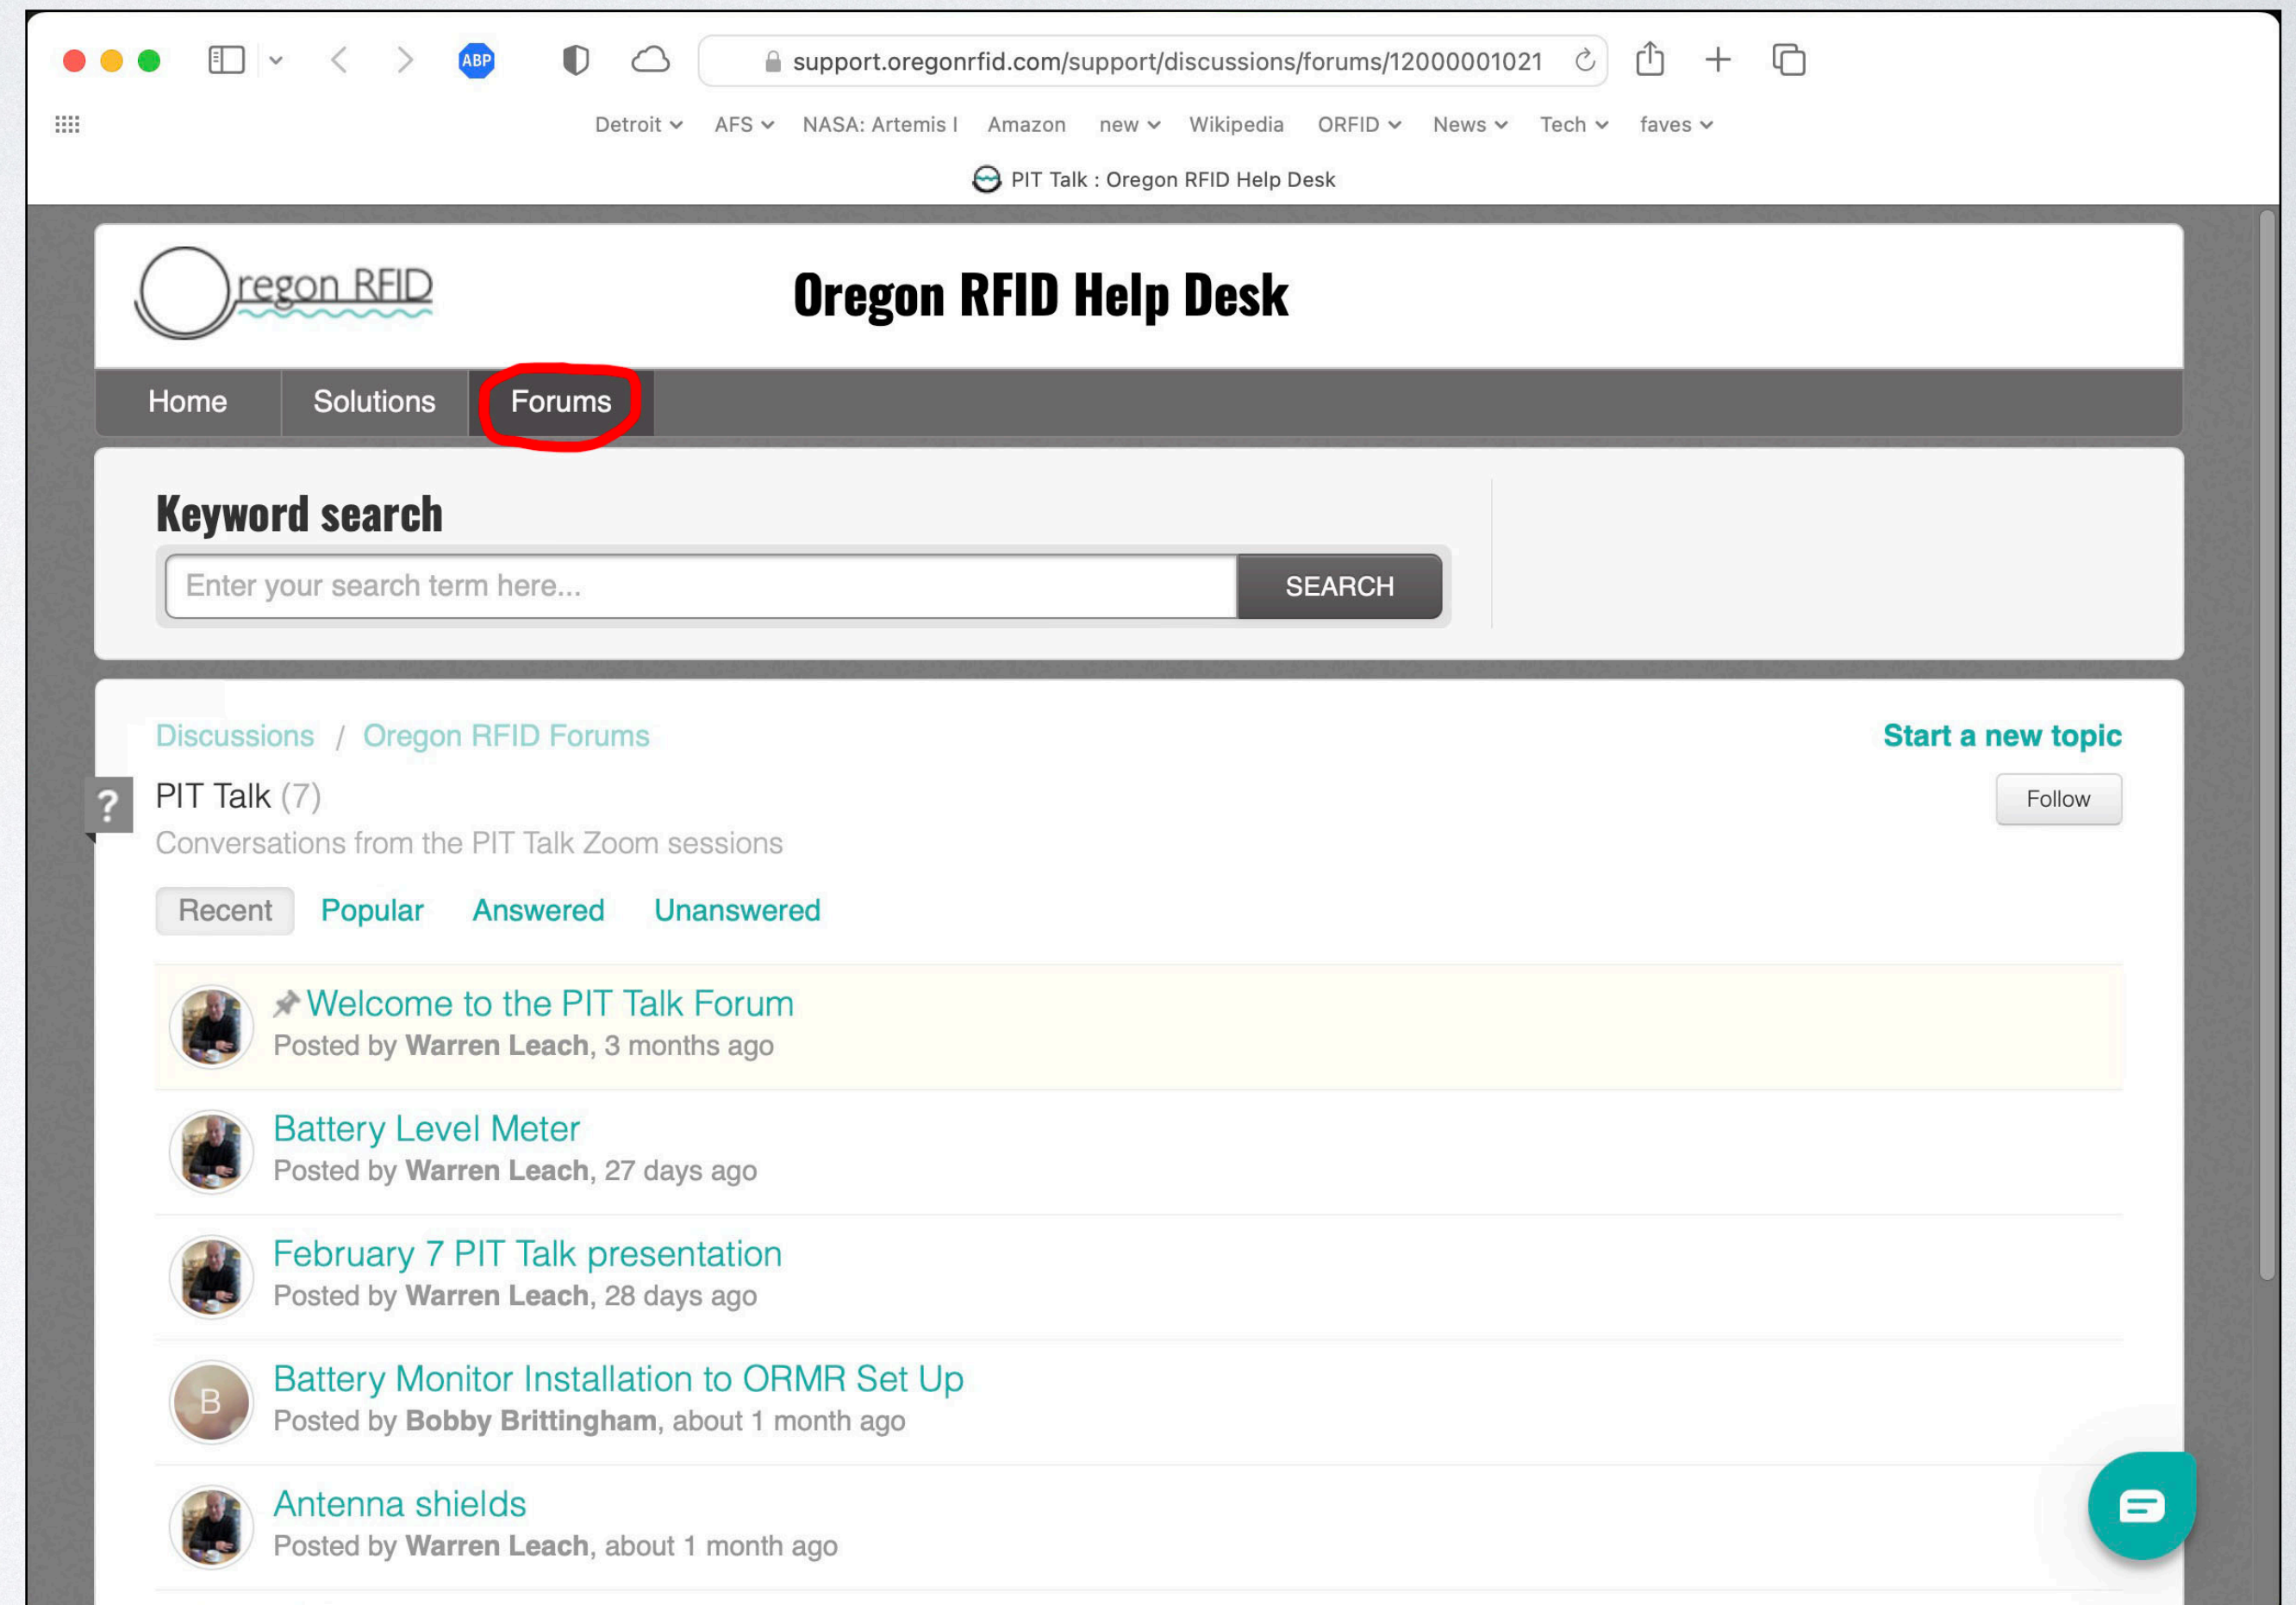 ABP
support.oregonrfid.com/support/discussions/forums/12000001021
Detroit AFS NASA: Artemis I Amazon new Wikipedia ORFID News Tech faves
PIT Talk : Oregon RFID Help Desk
Oregon RFID
Oregon RFID Help Desk
Home Solutions Forums
Keyword search
Enter your search term here...
SEARCH
Discussions / Oregon RFID Forums
Start a new topic
?
PIT Talk (7)
Follow
Conversations from the PIT Talk Zoom sessions
Recent Popular Answered Unanswered
Welcome to the PIT Talk Forum
Posted by Warren Leach, 3 months ago
Battery Level Meter
Posted by Warren Leach, 27 days ago
February 7 PIT Talk presentation
Posted by Warren Leach, 28 days ago
B
Battery Monitor Installation to ORMR Set Up
Posted by Bobby Brittingham, about 1 month ago
Antenna shields
Posted by Warren Leach, about 1 month ago